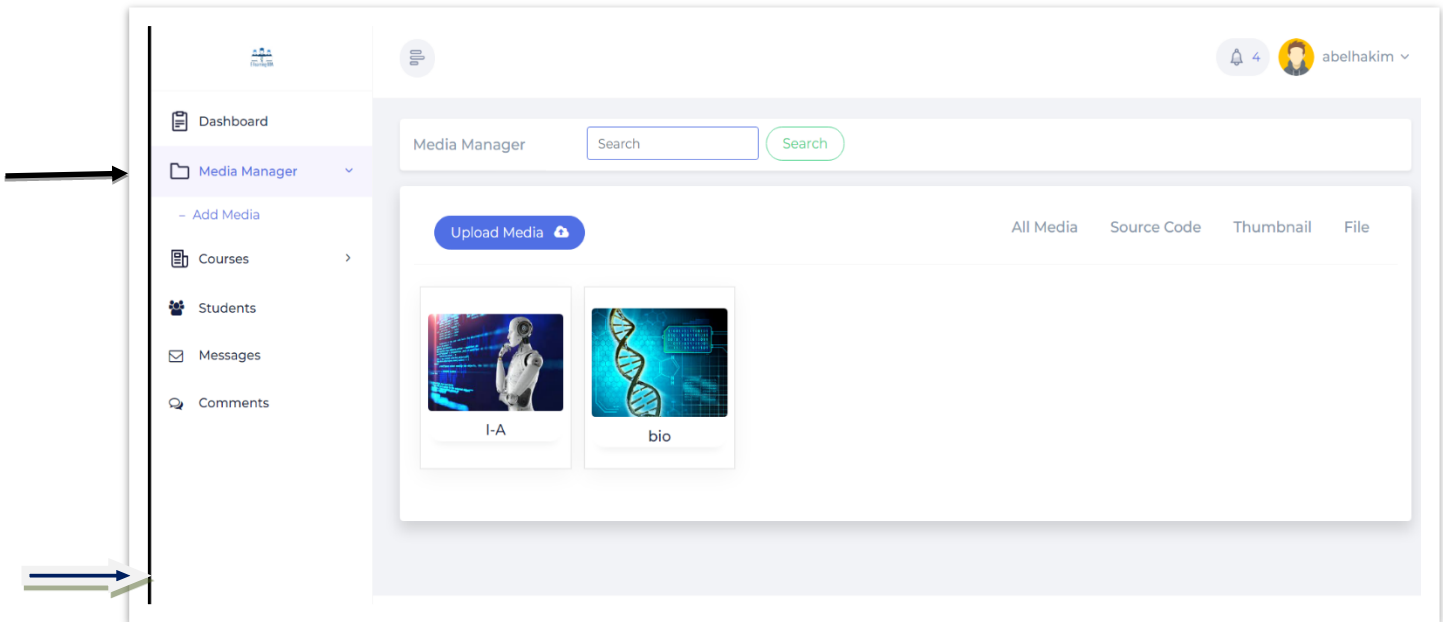 4 abelhakim
Dashboard
Media Manager
- Add Media
Courses
Students
Messages
Comments
Media Manager Search Search
Upload Media All Media Source Code Thumbnail File
I-A
bio